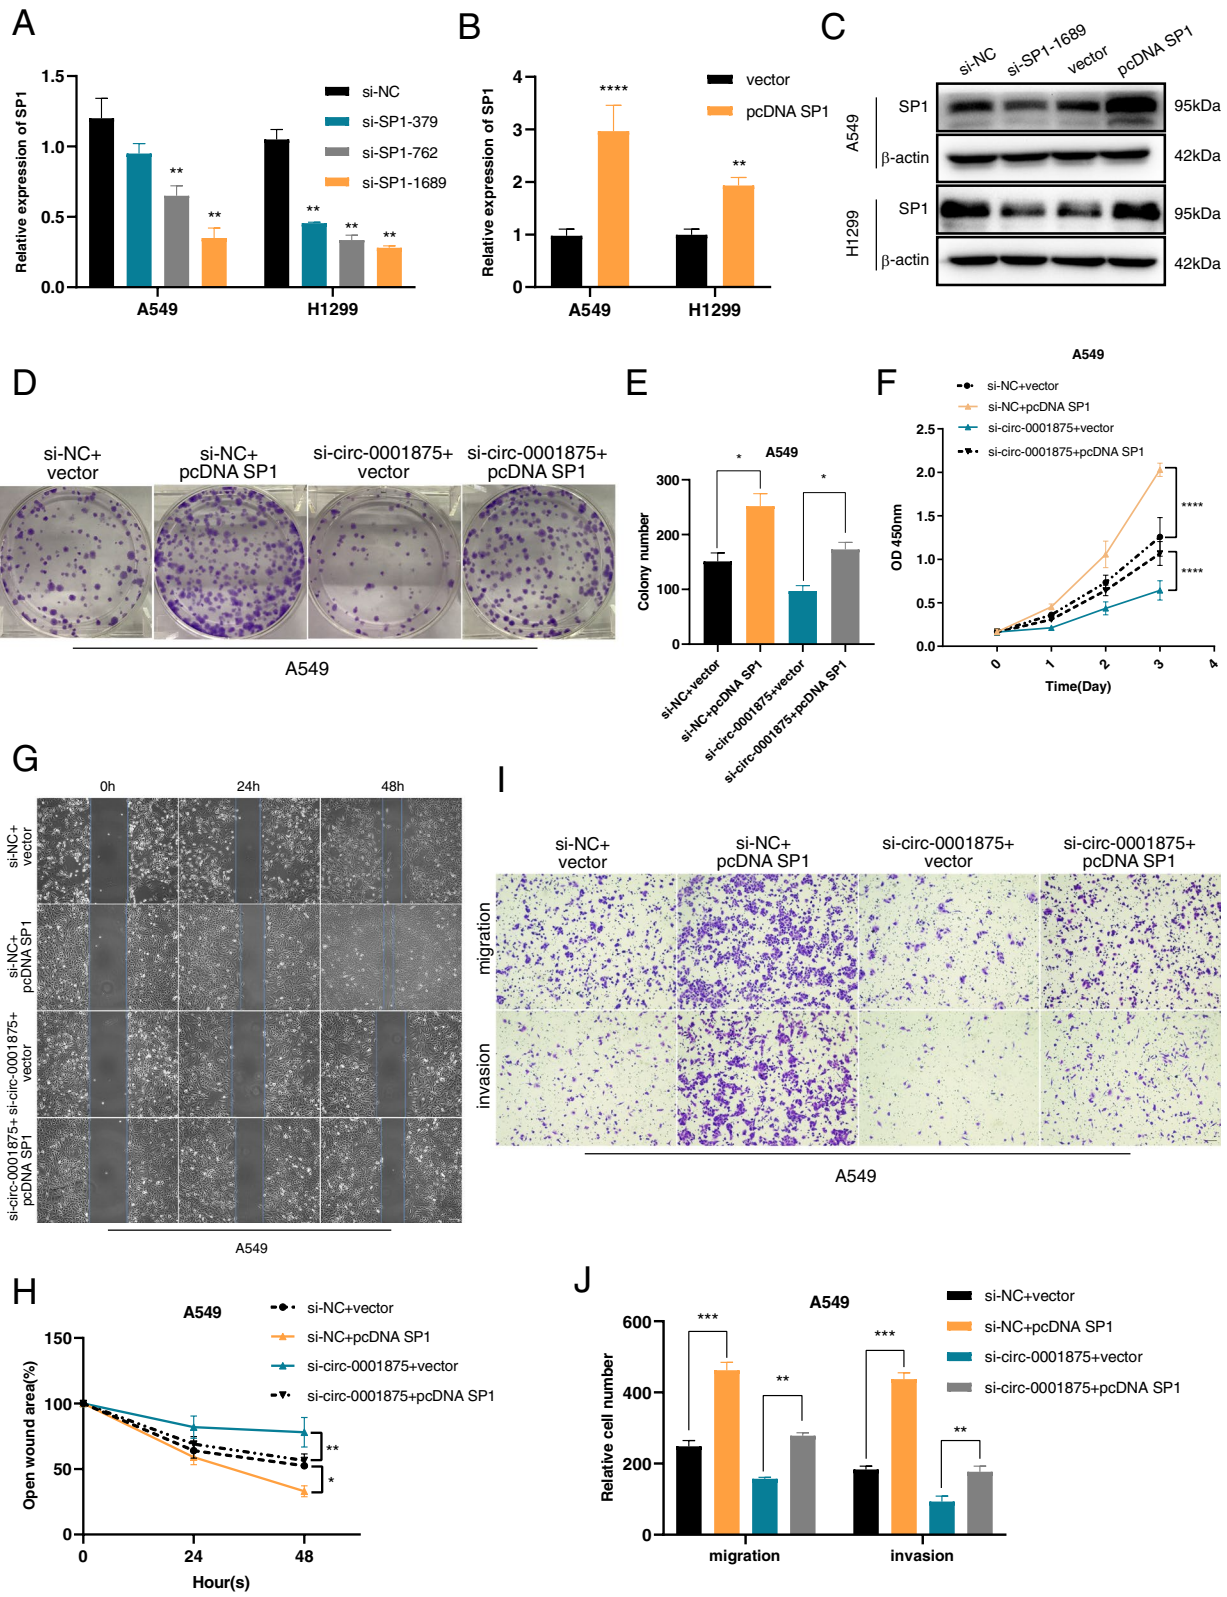 A
Relative expression of SP1
1.5
1.0
0.5
0.0
A549
H1299
si-NC
si-SP1-379
si-SP1-762
si-SP1-1689
**
**
**
**
**
B
Relative expression of SP1
4
3
2
1
0
A549
H1299
vector
pcDNA SP1
****
**
C
si-NC
si-SP1-1689
vector
pcDNA SP1
A549
SP1
95kDa
β-actin
42kDa
H1299
SP1
95kDa
β-actin
42kDa
D
si-NC+
vector
si-NC+
pcDNA SP1
si-circ-0001875+
vector
si-circ-0001875+
pcDNA SP1
A549
E
A549
Colony number
300
200
100
0
*
*
si-NC+vector
si-NC+pcDNA SP1
si-circ-0001875+vector
si-circ-0001875+pcDNA SP1
F
A549
si-NC+vector
si-NC+pcDNA SP1
si-circ-0001875+vector
si-circ-0001875+pcDNA SP1
OD 450nm
2.5
2.0
1.5
1.0
0.5
0.0
0
1
2
3
4
Time(Day)
****
****
G
0h
24h
48h
si-NC+
vector
si-NC+
pcDNA SP1
si-circ-0001875+
vector
si-circ-0001875+
pcDNA SP1
A549
I
si-NC+
vector
si-NC+
pcDNA SP1
si-circ-0001875+
vector
si-circ-0001875+
pcDNA SP1
migration
invasion
A549
H
A549
si-NC+vector
si-NC+pcDNA SP1
si-circ-0001875+vector
si-circ-0001875+pcDNA SP1
Open wound area(%)
150
100
50
0
0
24
48
Hour(s)
**
*
J
A549
Relative cell number
600
400
200
0
migration
invasion
***
**
***
**
si-NC+vector
si-NC+pcDNA SP1
si-circ-0001875+vector
si-circ-0001875+pcDNA SP1